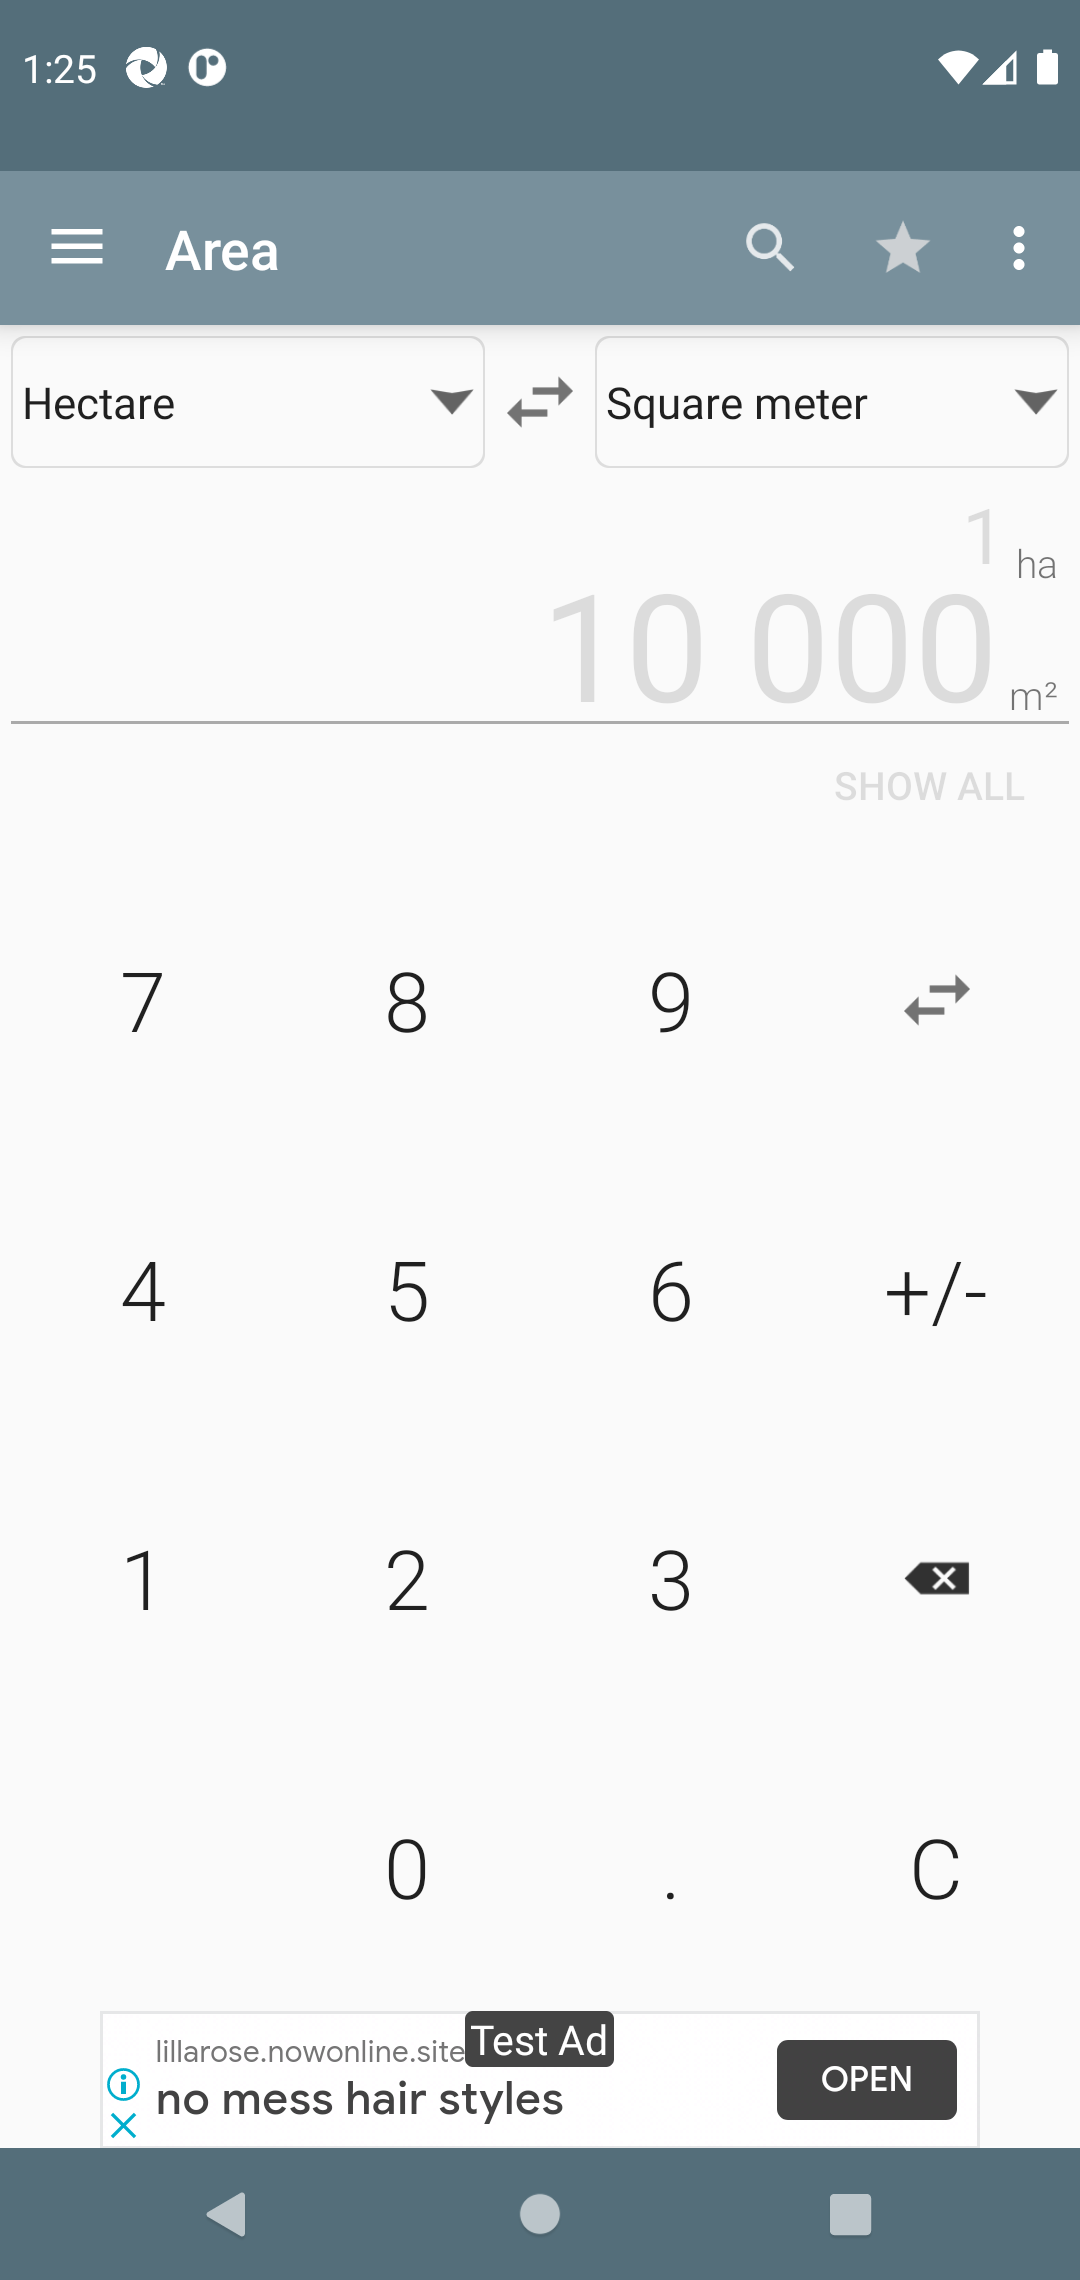 1:25
Area
Hectare
Square meter
1 ha
10 000 m²
SHOW ALL
7 8 9
4 5 6 +/-
1 2 3
0 . C
Test Ad
lillarose.nowonline.site
no mess hair styles
OPEN